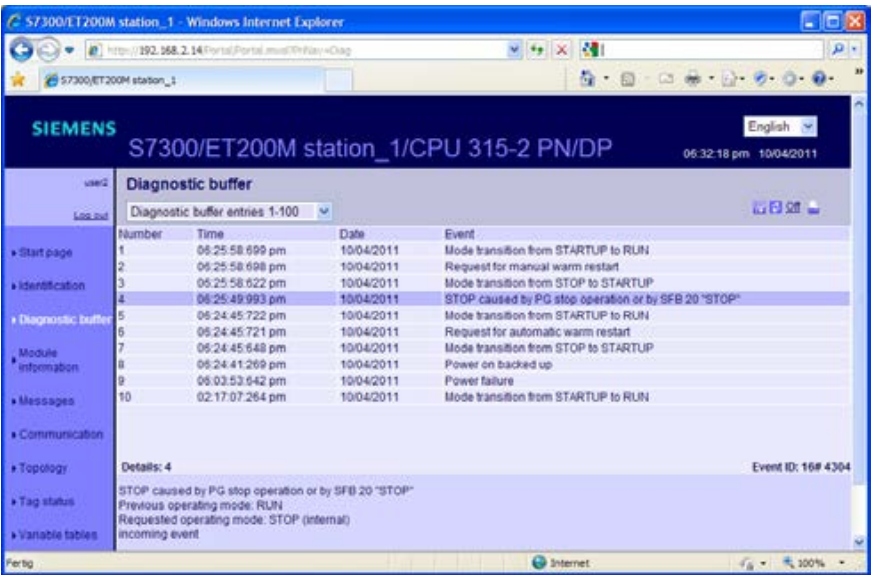 S7300/ET200M station_1 - Windows Internet Explorer
http://192.168.2.14/Portal/Portal.mwsl?PriNav=Diag
S7300/ET200M station_1
SIEMENS
English
S7300/ET200M station_1/CPU 315-2 PN/DP
06:32:18 pm 10/04/2011
user2
Log out
Diagnostic buffer
Diagnostic buffer entries 1-100
Off
Start page
Identification
Diagnostic buffer
Module information
Messages
Communication
Topology
Tag status
Variable tables
Number Time Date Event
1 06:25:58:699 pm 10/04/2011 Mode transition from STARTUP to RUN
2 06:25:58:698 pm 10/04/2011 Request for manual warm restart
3 06:25:58:622 pm 10/04/2011 Mode transition from STOP to STARTUP
4 06:25:49:993 pm 10/04/2011 STOP caused by PG stop operation or by SFB 20 "STOP"
5 06:24:45:722 pm 10/04/2011 Mode transition from STARTUP to RUN
6 06:24:45:721 pm 10/04/2011 Request for automatic warm restart
7 06:24:45:648 pm 10/04/2011 Mode transition from STOP to STARTUP
8 06:24:41:269 pm 10/04/2011 Power on backed up
9 06:03:53:642 pm 10/04/2011 Power failure
10 02:17:07:264 pm 10/04/2011 Mode transition from STARTUP to RUN
Details: 4 Event ID: 16# 4304
STOP caused by PG stop operation or by SFB 20 "STOP"
Previous operating mode: RUN
Requested operating mode: STOP (internal)
incoming event
Fertig Internet 100%